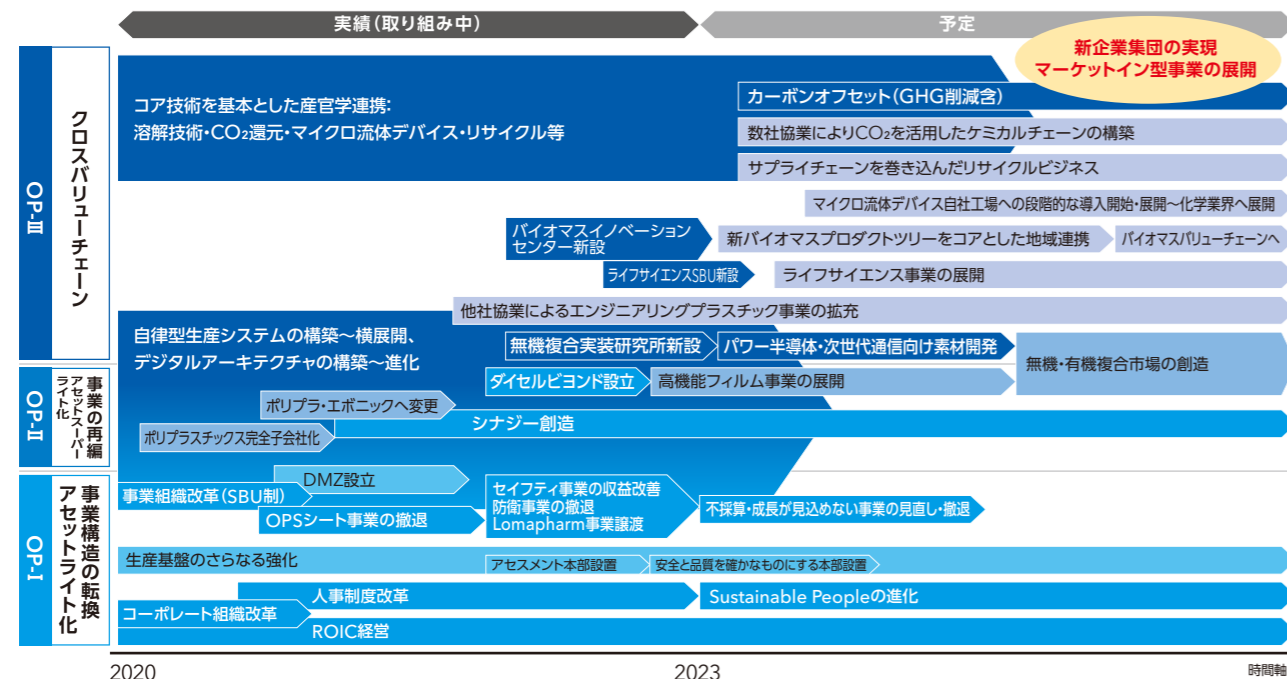 実績(取り組み中)
予定
新企業集団の実現
マーケットイン型事業の展開
OP-Ⅲ
クロスバリューチェーン
コア技術を基本とした産官学連携:
溶解技術・CO₂還元・マイクロ流体デバイス・リサイクル等
カーボンオフセット(GHG削減含)
数社協業によりCO₂を活用したケミカルチェーンの構築
サプライチェーンを巻き込んだリサイクルビジネス
マイクロ流体デバイス自社工場への段階的な導入開始・展開~化学業界へ展開
バイオマスイノベーション
センター新設
新バイオマスプロダクトツリーをコアとした地域連携
バイオマスバリューチェーンへ
ライフサイエンスSBU新設
ライフサイエンス事業の展開
他社協業によるエンジニアリングプラスチック事業の拡充
自律型生産システムの構築~横展開、
デジタルアーキテクチャの構築~進化
無機複合実装研究所新設
パワー半導体・次世代通信向け素材開発
無機・有機複合市場の創造
OP-Ⅱ
事業の再編
アセットスーパー
ライト化
ダイセルビヨンド設立
高機能フィルム事業の展開
ポリプラ・エボニックへ変更
シナジー創造
ポリプラスチックス完全子会社化
OP-Ⅰ
事業構造の転換
アセットライト化
DMZ設立
事業組織改革(SBU制)
OPSシート事業の撤退
セイフティ事業の収益改善
防衛事業の撤退
Lomapharm事業譲渡
不採算・成長が見込めない事業の見直し・撤退
生産基盤のさらなる強化
アセスメント本部設置
安全と品質を確かなものにする本部設置
人事制度改革
Sustainable Peopleの進化
コーポレート組織改革
ROIC経営
2020
2023
時間軸